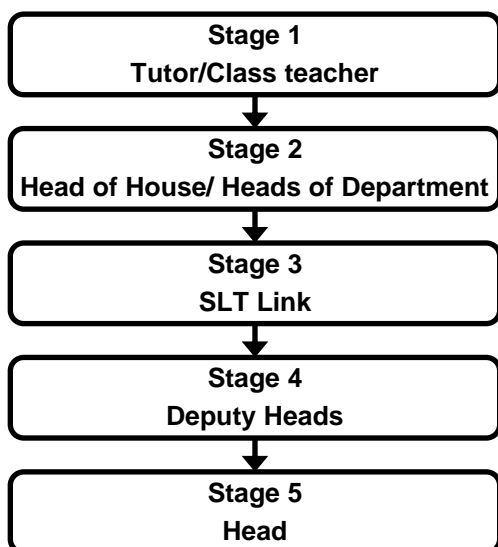 Stage 1
Tutor/Class teacher
Stage 2
Head of House/ Heads of Department
Stage 3
SLT Link
Stage 4
Deputy Heads
Stage 5
Head